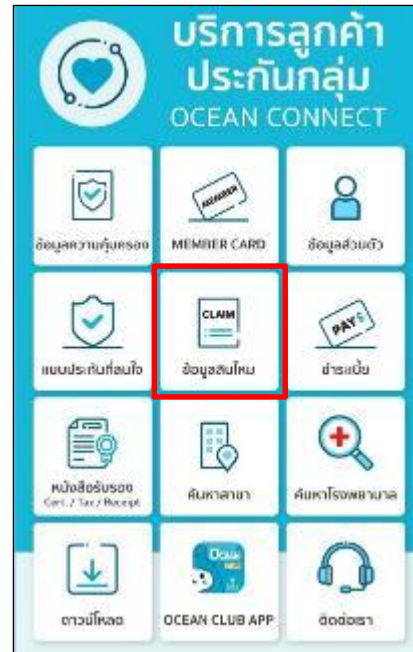 บริการลูกค้า
ประกันกลุ่ม
OCEAN CONNECT
ข้อมูลความคุ้มครอง
MEMBER
MEMBER CARD
ข้อมูลส่วนตัว
แบบประกันที่สนใจ
CLAIM
ข้อมูลสินไหม
PAY $
ชำระเบี้ย
หนังสือรับรอง
Cert. / Tax / Receipt
ค้นหาสาขา
ค้นหาโรงพยาบาล
ดาวน์โหลด
OCEAN CLUB APP
ติดต่อเรา